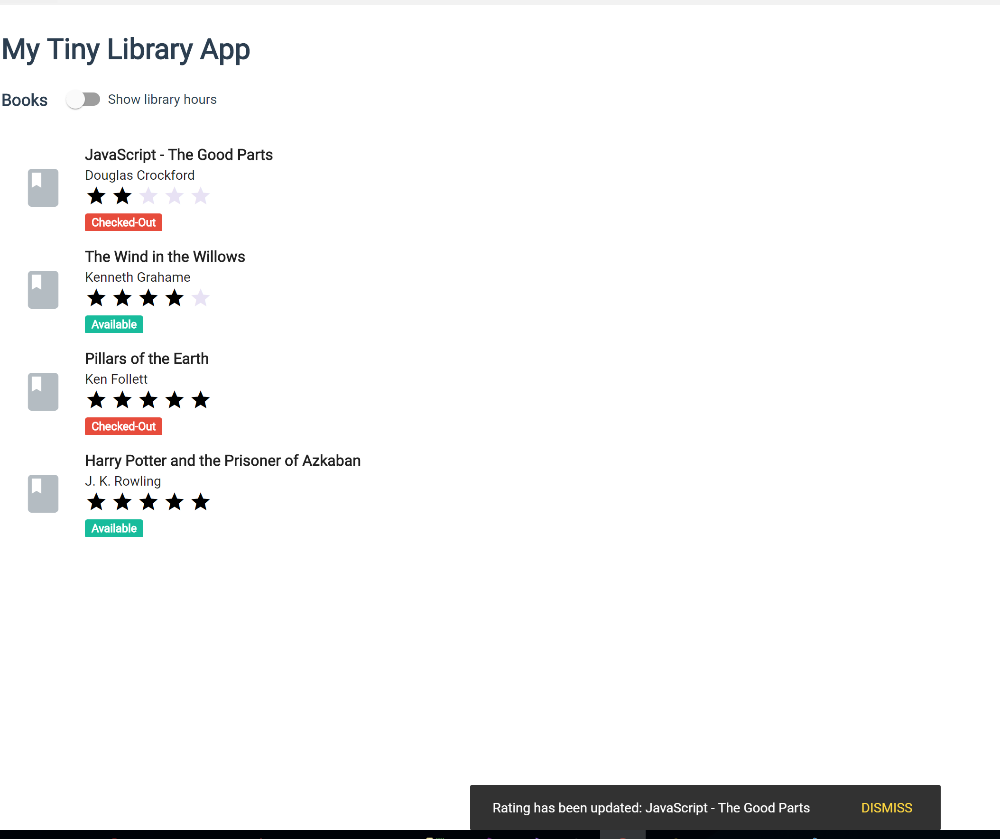 My Tiny Library App
Books
Show library hours
JavaScript - The Good Parts
Douglas Crockford
Checked-Out
The Wind in the Willows
Kenneth Grahame
Available
Pillars of the Earth
Ken Follett
Checked-Out
Harry Potter and the Prisoner of Azkaban
J. K. Rowling
Available
Rating has been updated: JavaScript - The Good Parts
DISMISS